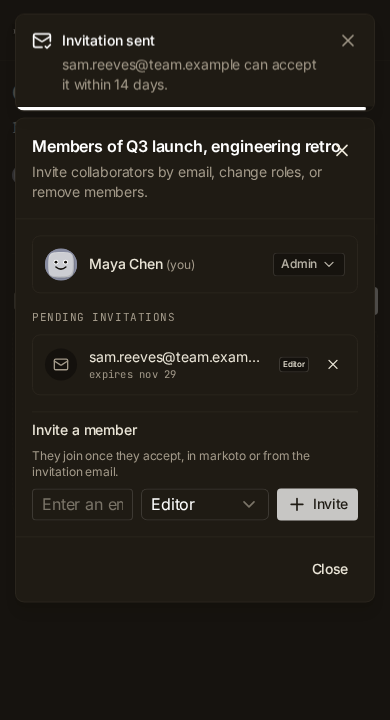 Invitation sent
sam.reeves@team.example can accept
it within 14 days.
Members of Q3 launch, engineering retro
Invite collaborators by email, change roles, or
remove members.
Maya Chen (you)
Admin
PENDING INVITATIONS
sam.reeves@team.exam...
Editor
expires nov 29
Invite a member
They join once they accept, in markoto or from the
invitation email.
Enter an en
Editor
Invite
Close